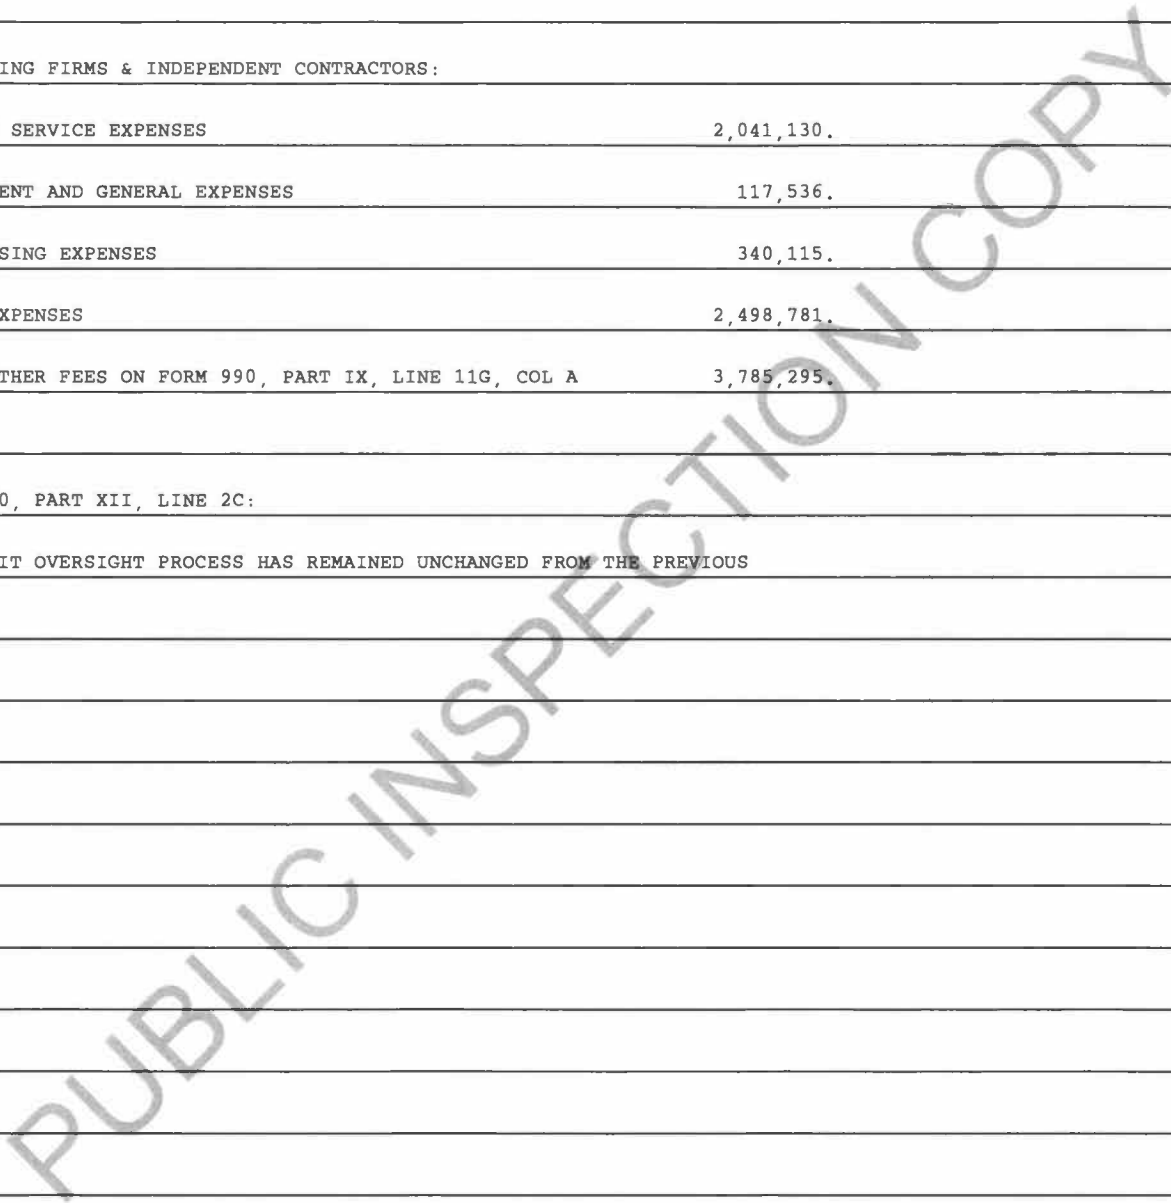 ING FIRMS & INDEPENDENT CONTRACTORS:
SERVICE EXPENSES 2,041,130.
ENT AND GENERAL EXPENSES 117,536.
SING EXPENSES 340,115.
XPENSES 2,498,781.
THER FEES ON FORM 990, PART IX, LINE 11G, COL A 3,785,295.
0, PART XII, LINE 2C:
IT OVERSIGHT PROCESS HAS REMAINED UNCHANGED FROM THE PREVIOUS
PUBLIC INSPECTION COPY